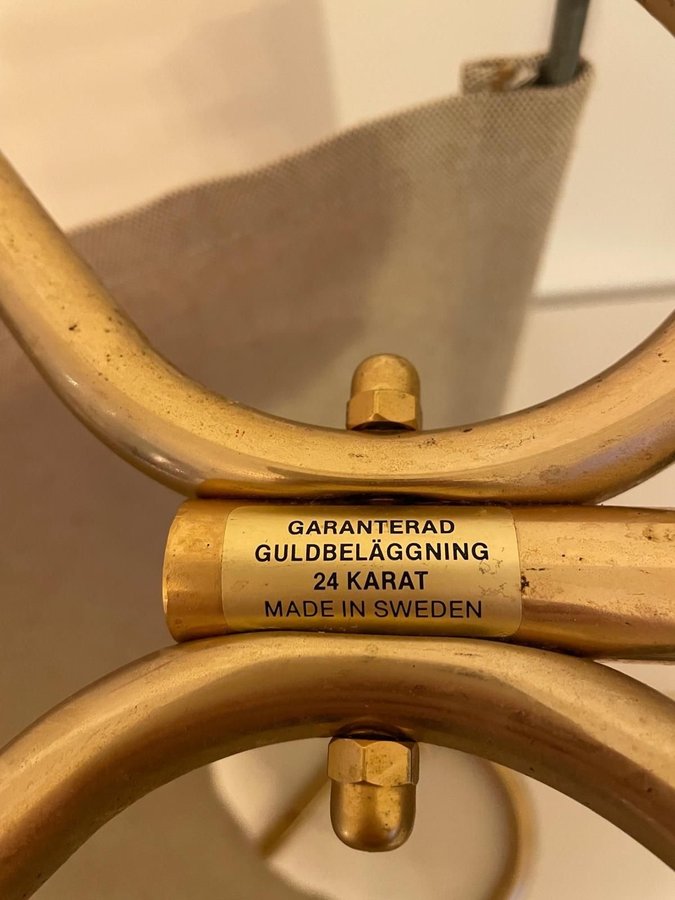 GARANTERAD
GULDBELÄGGNING
24 KARAT
MADE IN SWEDEN